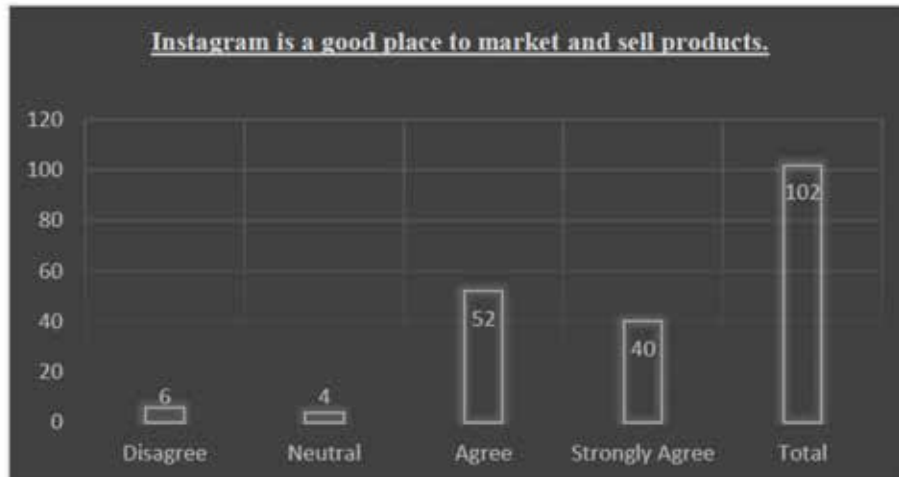 Instagram is a good place to market and sell products.
120
100
80
60
40
20
0
6
4
52
40
102
Disagree
Neutral
Agree
Strongly Agree
Total